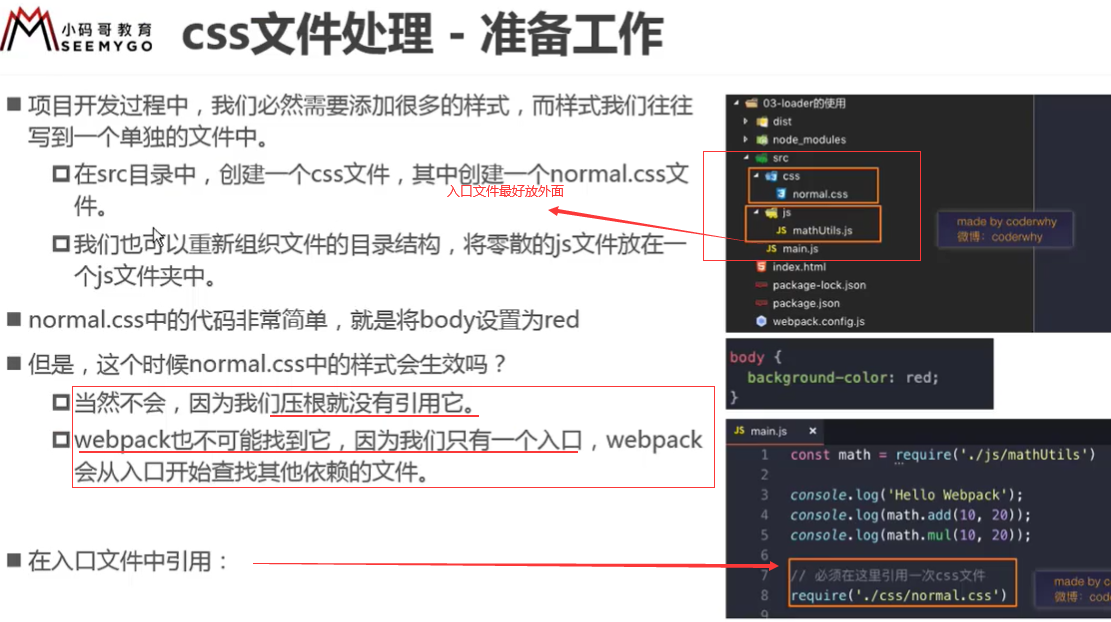 小码哥教育
SEEMYGO
css文件处理 - 准备工作
项目开发过程中，我们必然需要添加很多的样式，而样式我们往往
写到一个单独的文件中。
在src目录中，创建一个css文件，其中创建一个normal.css文
件。
入口文件最好放外面
我们也可以重新组织文件的目录结构，将零散的js文件放在一
个js文件夹中。
normal.css中的代码非常简单，就是将body设置为red
但是，这个时候normal.css中的样式会生效吗？
当然不会，因为我们压根就没有引用它。
webpack也不可能找到它，因为我们只有一个入口，webpack
会从入口开始查找其他依赖的文件。
在入口文件中引用：
03-loader的使用
dist
node_modules
src
css
normal.css
js
JS mathUtils.js
JS main.js
index.html
package-lock.json
package.json
webpack.config.js
made by coderwhy
微博：coderwhy
body {
background-color: red;
}
JS main.js ×
1 const math = require('./js/mathUtils')
2
3 console.log('Hello Webpack');
4 console.log(math.add(10, 20));
5 console.log(math.mul(10, 20));
6
7 // 必须在这里引用一次css文件
8 require('./css/normal.css')
9
made by c
微博：cod